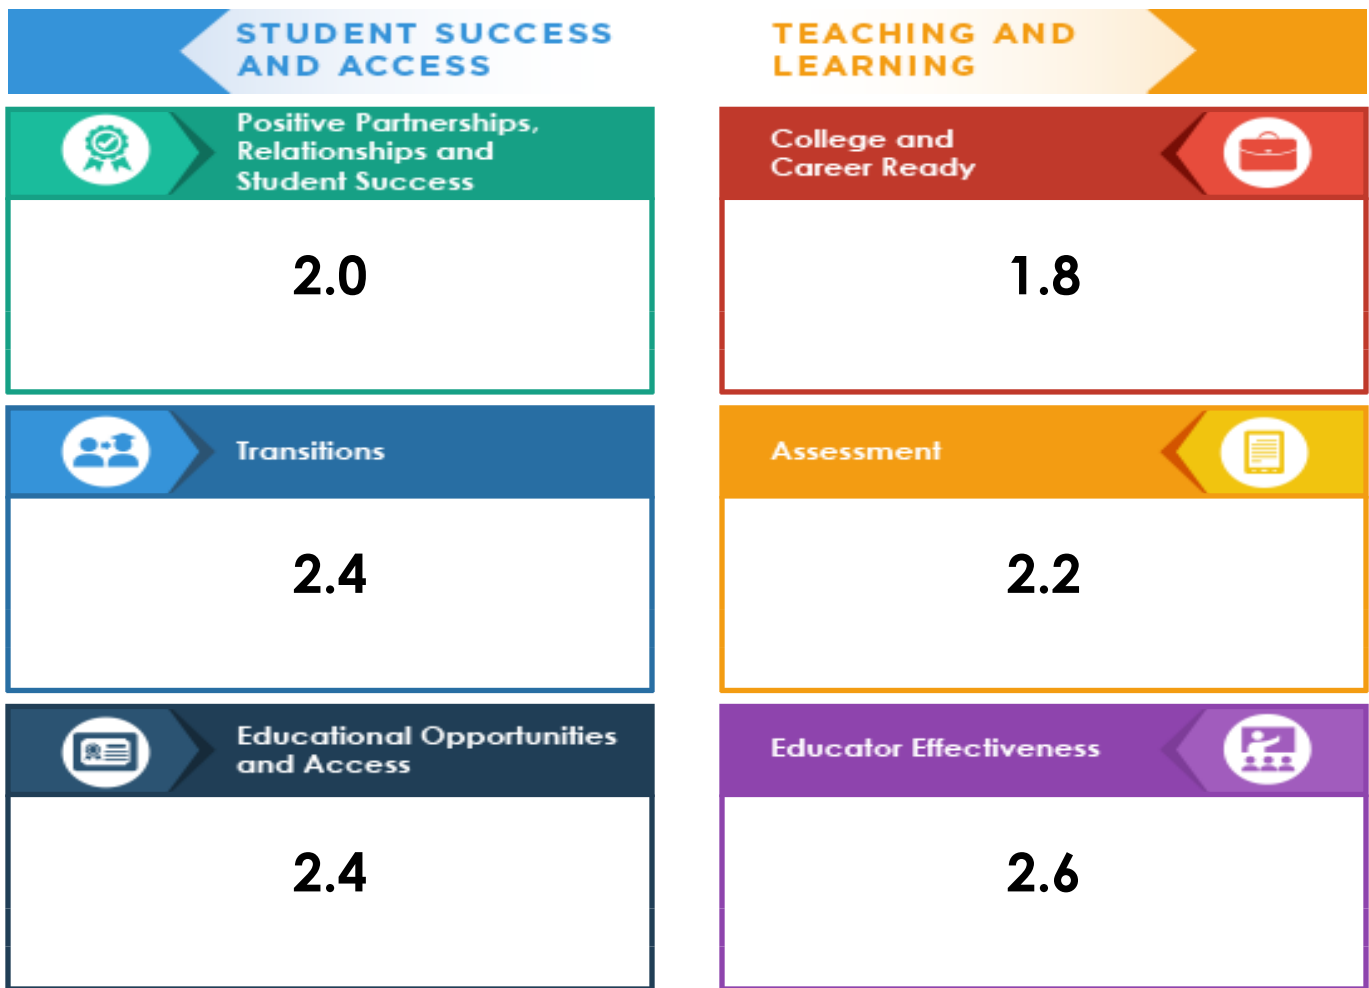 STUDENT SUCCESS
AND ACCESS
TEACHING AND
LEARNING
Positive Partnerships,
Relationships and
Student Success
2.0
College and
Career Ready
1.8
Transitions
2.4
Assessment
2.2
Educational Opportunities
and Access
2.4
Educator Effectiveness
2.6